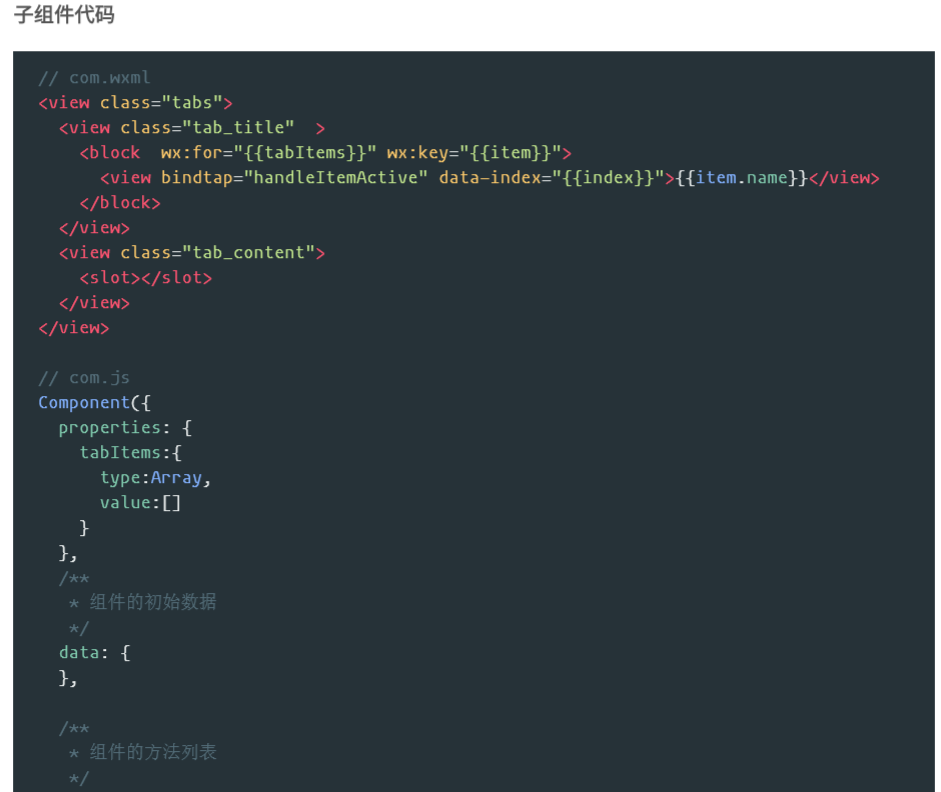 子组件代码
// com.wxml
<view class="tabs">
  <view class="tab_title"  >
    <block  wx:for="{{tabItems}}" wx:key="{{item}}">
      <view bindtap="handleItemActive" data-index="{{index}}">{{item.name}}</view>
    </block>
  </view>
  <view class="tab_content">
    <slot></slot>
  </view>
</view>
// com.js
Component({
  properties: {
    tabItems:{
      type:Array,
      value:[]
    }
  },
  /**
   * 组件的初始数据
   */
  data: {
  },
  /**
   * 组件的方法列表
   */